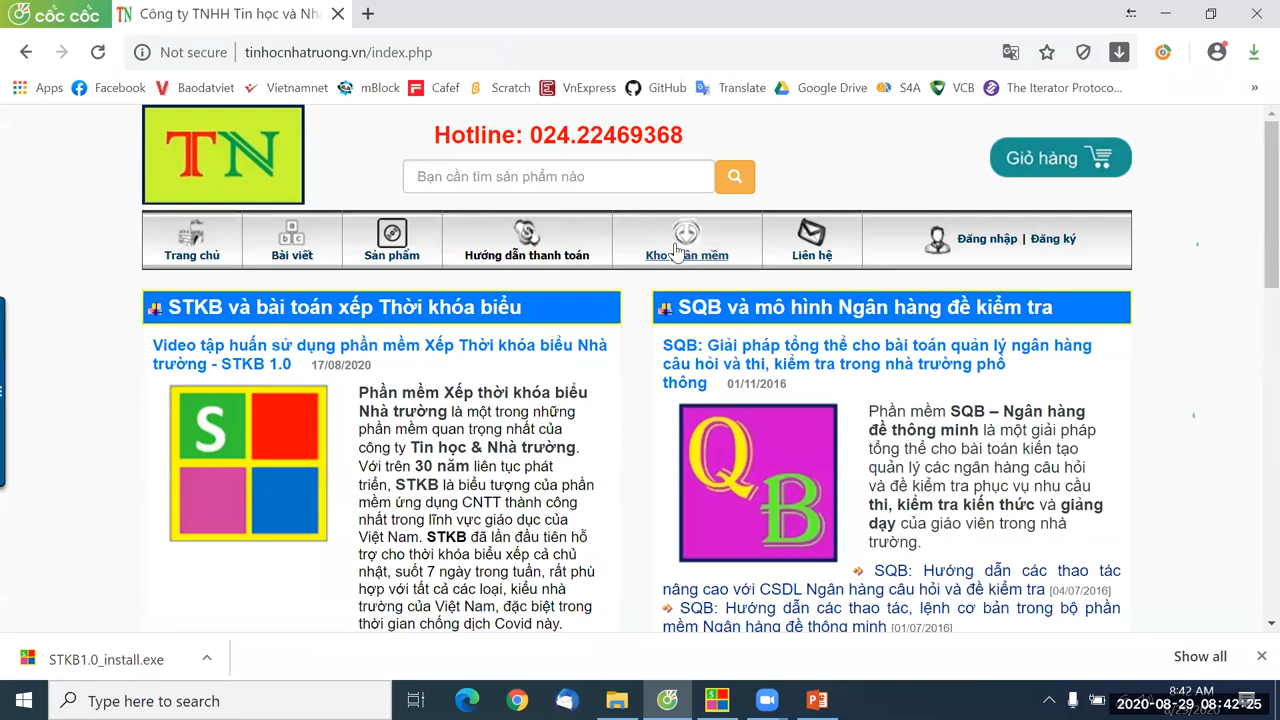 cốc cốc
TN Công ty TNHH Tin học và Nhà
Not secure tinhocnhatruong.vn/index.php
Apps Facebook Baodatviet Vietnamnet mBlock Cafef Scratch VnExpress GitHub Translate Google Drive S4A VCB The Iterator Protoco... »
TN
Hotline: 024.22469368
Bạn cần tìm sản phẩm nào
Giỏ hàng
Trang chủ Bài viết Sản phẩm Hướng dẫn thanh toán Kho phần mềm Liên hệ Đăng nhập | Đăng ký
STKB và bài toán xếp Thời khóa biểu
Video tập huấn sử dụng phần mềm Xếp Thời khóa biểu Nhà
trường - STKB 1.0 17/08/2020
S
Phần mềm Xếp thời khóa biểu
Nhà trường là một trong những
phần mềm quan trọng nhất của
công ty Tin học & Nhà trường.
Với trên 30 năm liên tục phát
triển, STKB là biểu tượng của phần
mềm ứng dụng CNTT thành công
nhất trong lĩnh vực giáo dục của
Việt Nam. STKB đã lần đầu tiên hỗ
trợ cho thời khóa biểu xếp cả chủ
nhật, suốt 7 ngày trong tuần, rất phù
hợp với tất cả các loại, kiểu nhà
trường của Việt Nam, đặc biệt trong
thời gian chống dịch Covid này.
SQB và mô hình Ngân hàng đề kiểm tra
SQB: Giải pháp tổng thể cho bài toán quản lý ngân hàng
câu hỏi và thi, kiểm tra trong nhà trường phổ
thông 01/11/2016
QB
Phần mềm SQB – Ngân hàng
đề thông minh là một giải pháp
tổng thể cho bài toán kiến tạo
quản lý các ngân hàng câu hỏi
và đề kiểm tra phục vụ nhu cầu
thi, kiểm tra kiến thức và giảng
dạy của giáo viên trong nhà
trường.
SQB: Hướng dẫn các thao tác
nâng cao với CSDL Ngân hàng câu hỏi và đề kiểm tra [04/07/2016]
SQB: Hướng dẫn các thao tác, lệnh cơ bản trong bộ phần
mềm Ngân hàng đề thông minh [01/07/2016]
STKB1.0_install.exe
Show all
Type here to search
8:42 AM
2020-08-29 08:42:25